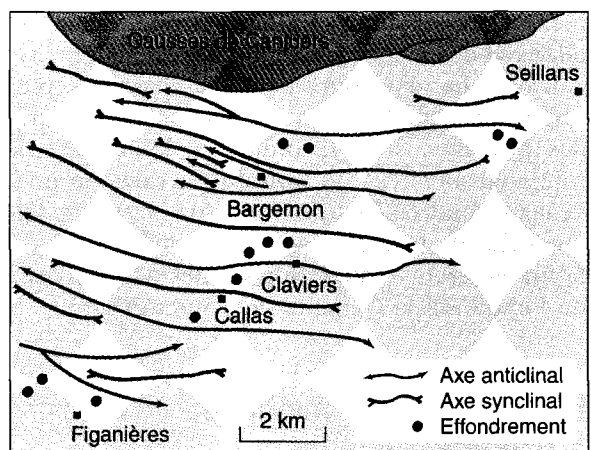 Causses de Canjuers
Seillans
Bargemon
Claviers
Callas
Figanières
2 km
Axe anticlinal
Axe synclinal
Effondrement